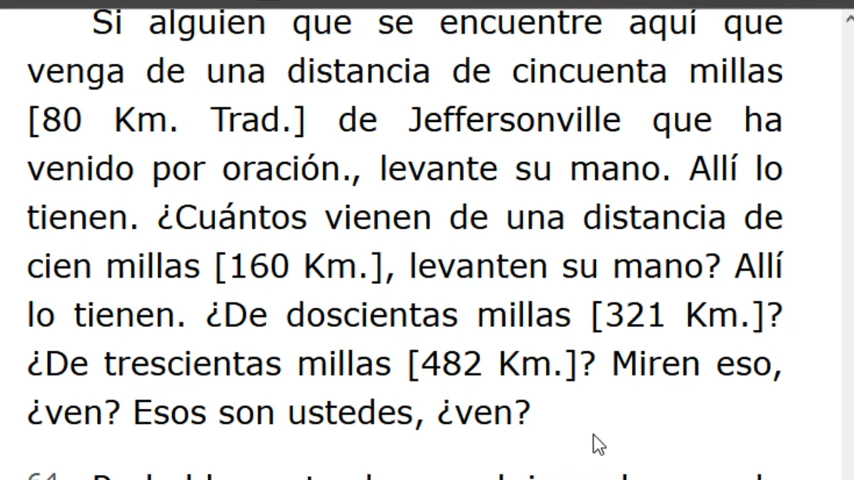 Si alguien que se encuentre aquí que
venga de una distancia de cincuenta millas
[80 Km. Trad.] de Jeffersonville que ha
venido por oración., levante su mano. Allí lo
tienen. ¿Cuántos vienen de una distancia de
cien millas [160 Km.], levanten su mano? Allí
lo tienen. ¿De doscientas millas [321 Km.]?
¿De trescientas millas [482 Km.]? Miren eso,
¿ven? Esos son ustedes, ¿ven?